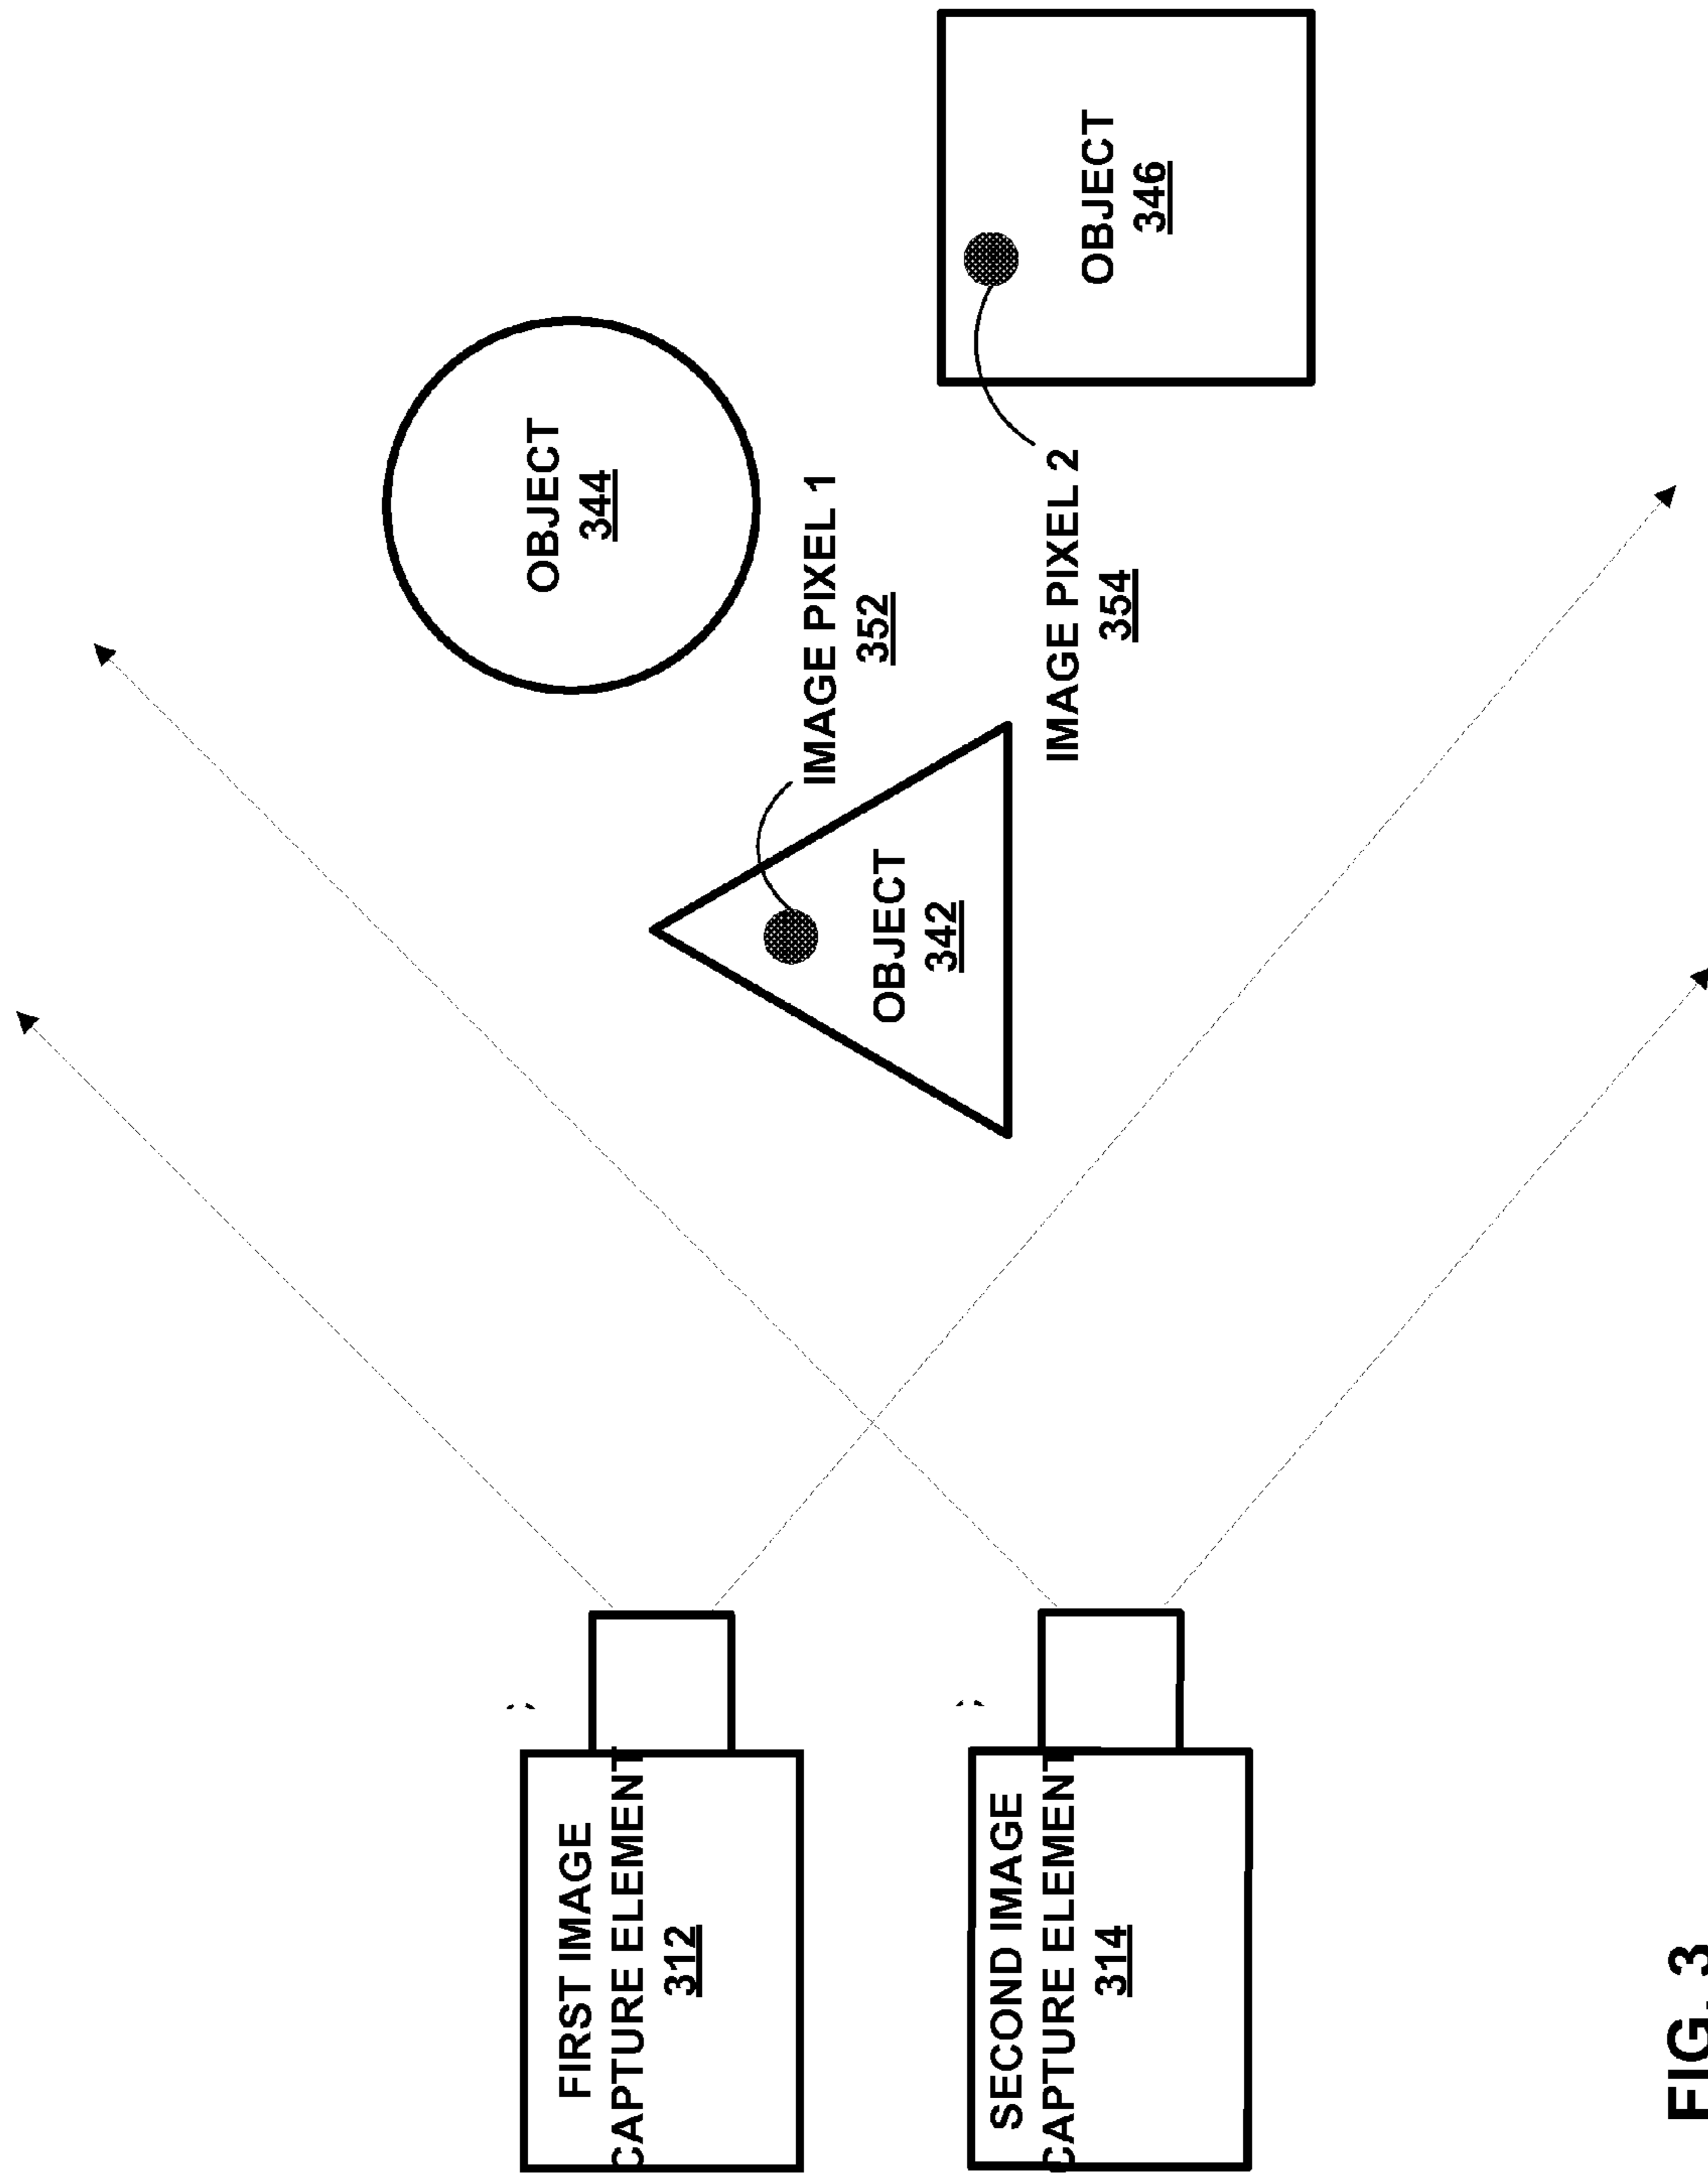 FIRST IMAGE
CAPTURE ELEMENT
312
SECOND IMAGE
CAPTURE ELEMENT
314
OBJECT
342
IMAGE PIXEL 1
352
OBJECT
344
IMAGE PIXEL 2
354
OBJECT
346
FIG. 3